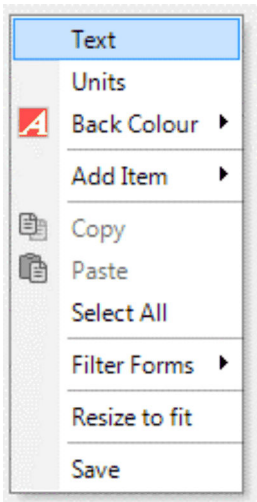 Text
Units
Back Colour
Add Item
Copy
Paste
Select All
Filter Forms
Resize to fit
Save